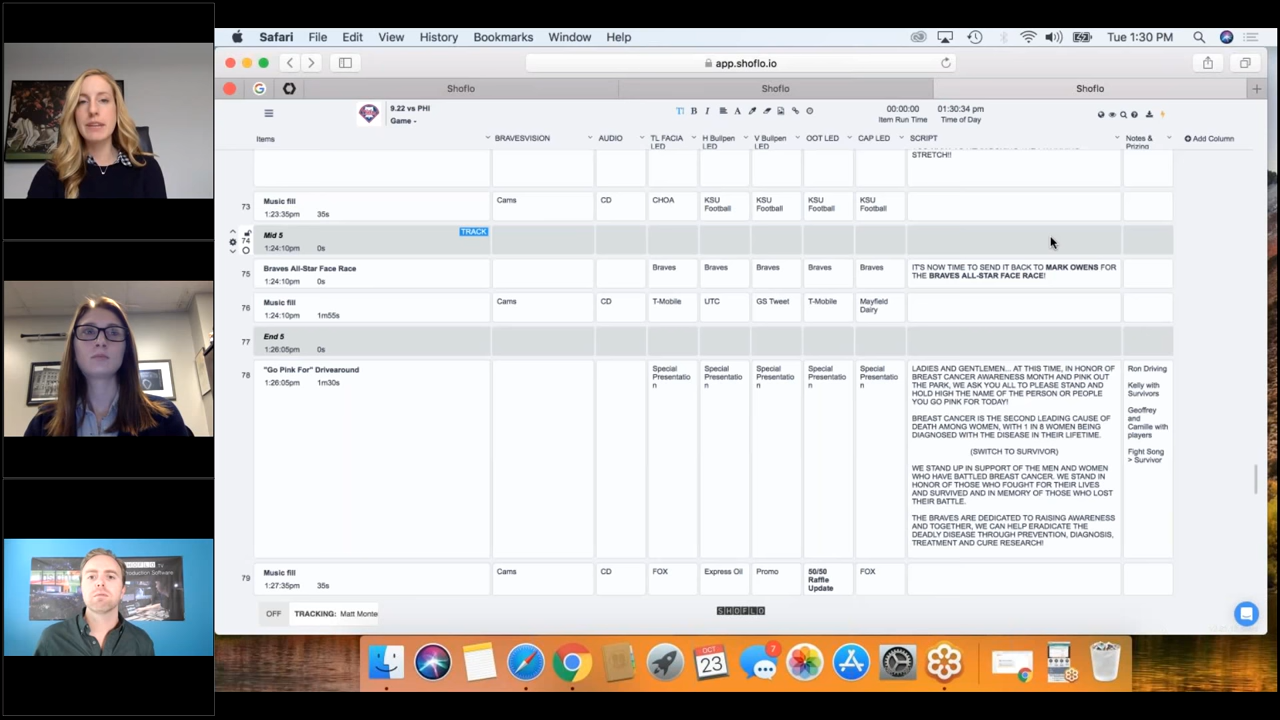 Safari File Edit View History Bookmarks Window Help
Tue 1:30 PM
app.shoflo.io
Shoflo
Shoflo
Shoflo
9.22 vs PHI
Game -
00:00:00
Item Run Time
01:30:34 pm
Time of Day
Items
BRAVESVISION
AUDIO
TL FACIA LED
H Bullpen LED
V Bullpen LED
OOT LED
CAP LED
SCRIPT
Notes & Prizing
Add Column
STRETCH!!
73
Music fill
1:23:35pm 35s
Cams
CD
CHOA
KSU Football
KSU Football
KSU Football
KSU Football
74
Mid 5
TRACK
1:24:10pm 0s
75
Braves All-Star Face Race
1:24:10pm 0s
Braves
Braves
Braves
Braves
Braves
IT'S NOW TIME TO SEND IT BACK TO MARK OWENS FOR
THE BRAVES ALL-STAR FACE RACE!
76
Music fill
1:24:10pm 1m55s
Cams
CD
T-Mobile
UTC
GS Tweet
T-Mobile
Mayfield Dairy
77
End 5
1:26:05pm 0s
78
"Go Pink For" Drivearound
1:26:05pm 1m30s
Special Presentatio n
Special Presentatio n
Special Presentatio n
Special Presentatio n
Special Presentatio n
LADIES AND GENTLEMEN... AT THIS TIME, IN HONOR OF
BREAST CANCER AWARENESS MONTH AND PINK OUT
THE PARK, WE ASK YOU ALL TO PLEASE STAND AND
HOLD HIGH THE NAME OF THE PERSON OR PEOPLE
YOU GO PINK FOR TODAY!
BREAST CANCER IS THE SECOND LEADING CAUSE OF
DEATH AMONG WOMEN, WITH 1 IN 8 WOMEN BEING
DIAGNOSED WITH THE DISEASE IN THEIR LIFETIME.
(SWITCH TO SURVIVOR)
WE STAND UP IN SUPPORT OF THE MEN AND WOMEN
WHO HAVE BATTLED BREAST CANCER. WE STAND IN
HONOR OF THOSE WHO FOUGHT FOR THEIR LIVES
AND SURVIVED AND IN MEMORY OF THOSE WHO LOST
THEIR BATTLE.
THE BRAVES ARE DEDICATED TO RAISING AWARENESS
AND TOGETHER, WE CAN HELP ERADICATE THE
DEADLY DISEASE THROUGH PREVENTION, DIAGNOSIS,
TREATMENT AND CURE RESEARCH!
Ron Driving
Kelly with
Survivors
Geoffrey
and
Camille with
players
Fight Song
> Survivor
79
Music fill
1:27:35pm 35s
Cams
CD
FOX
Express Oil
Promo
50/50 Raffle Update
FOX
OFF
TRACKING: Matt Monte
SHOFLO
OCT
23
7